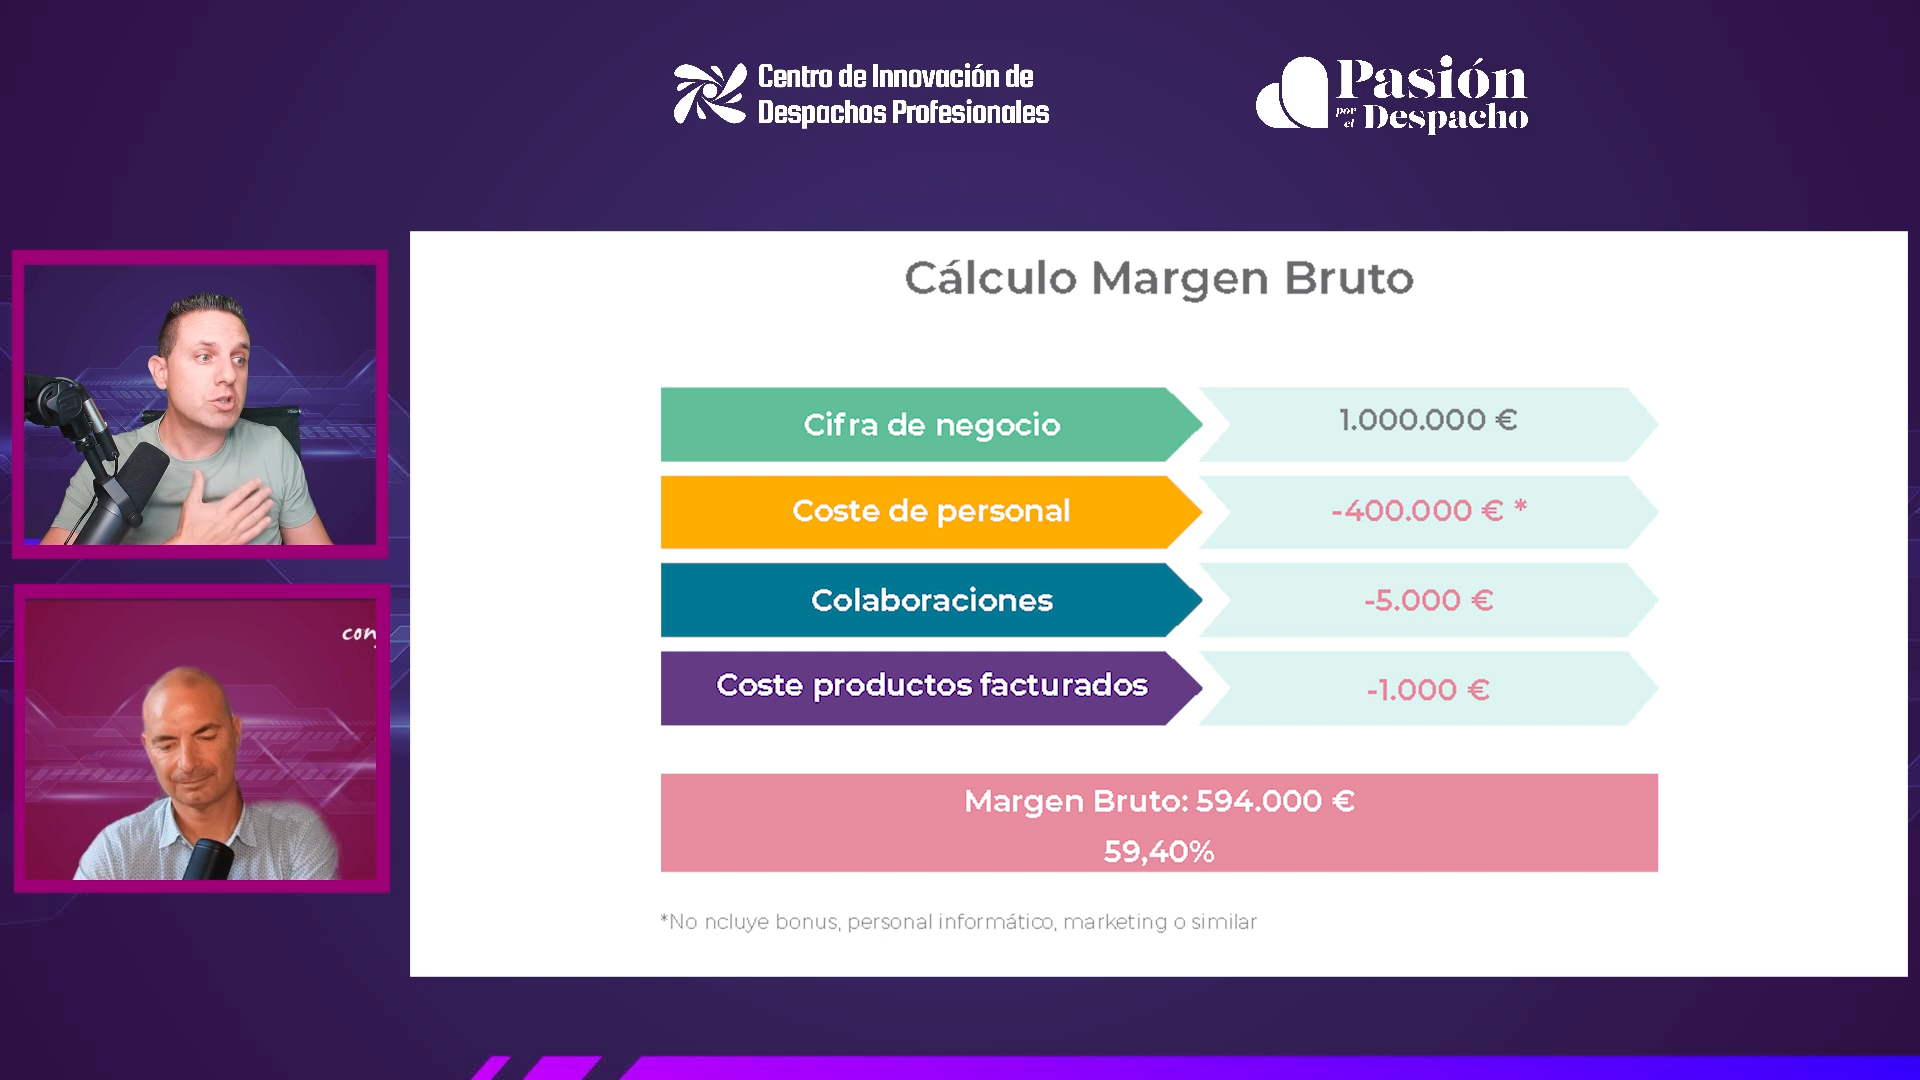 Centro de Innovación de
Despachos Profesionales
Pasión
por el Despacho
Cálculo Margen Bruto
Cifra de negocio
1.000.000 €
Coste de personal
-400.000 € *
Colaboraciones
-5.000 €
Coste productos facturados
-1.000 €
Margen Bruto: 594.000 €
59,40%
*No ncluye bonus, personal informático, marketing o similar
con